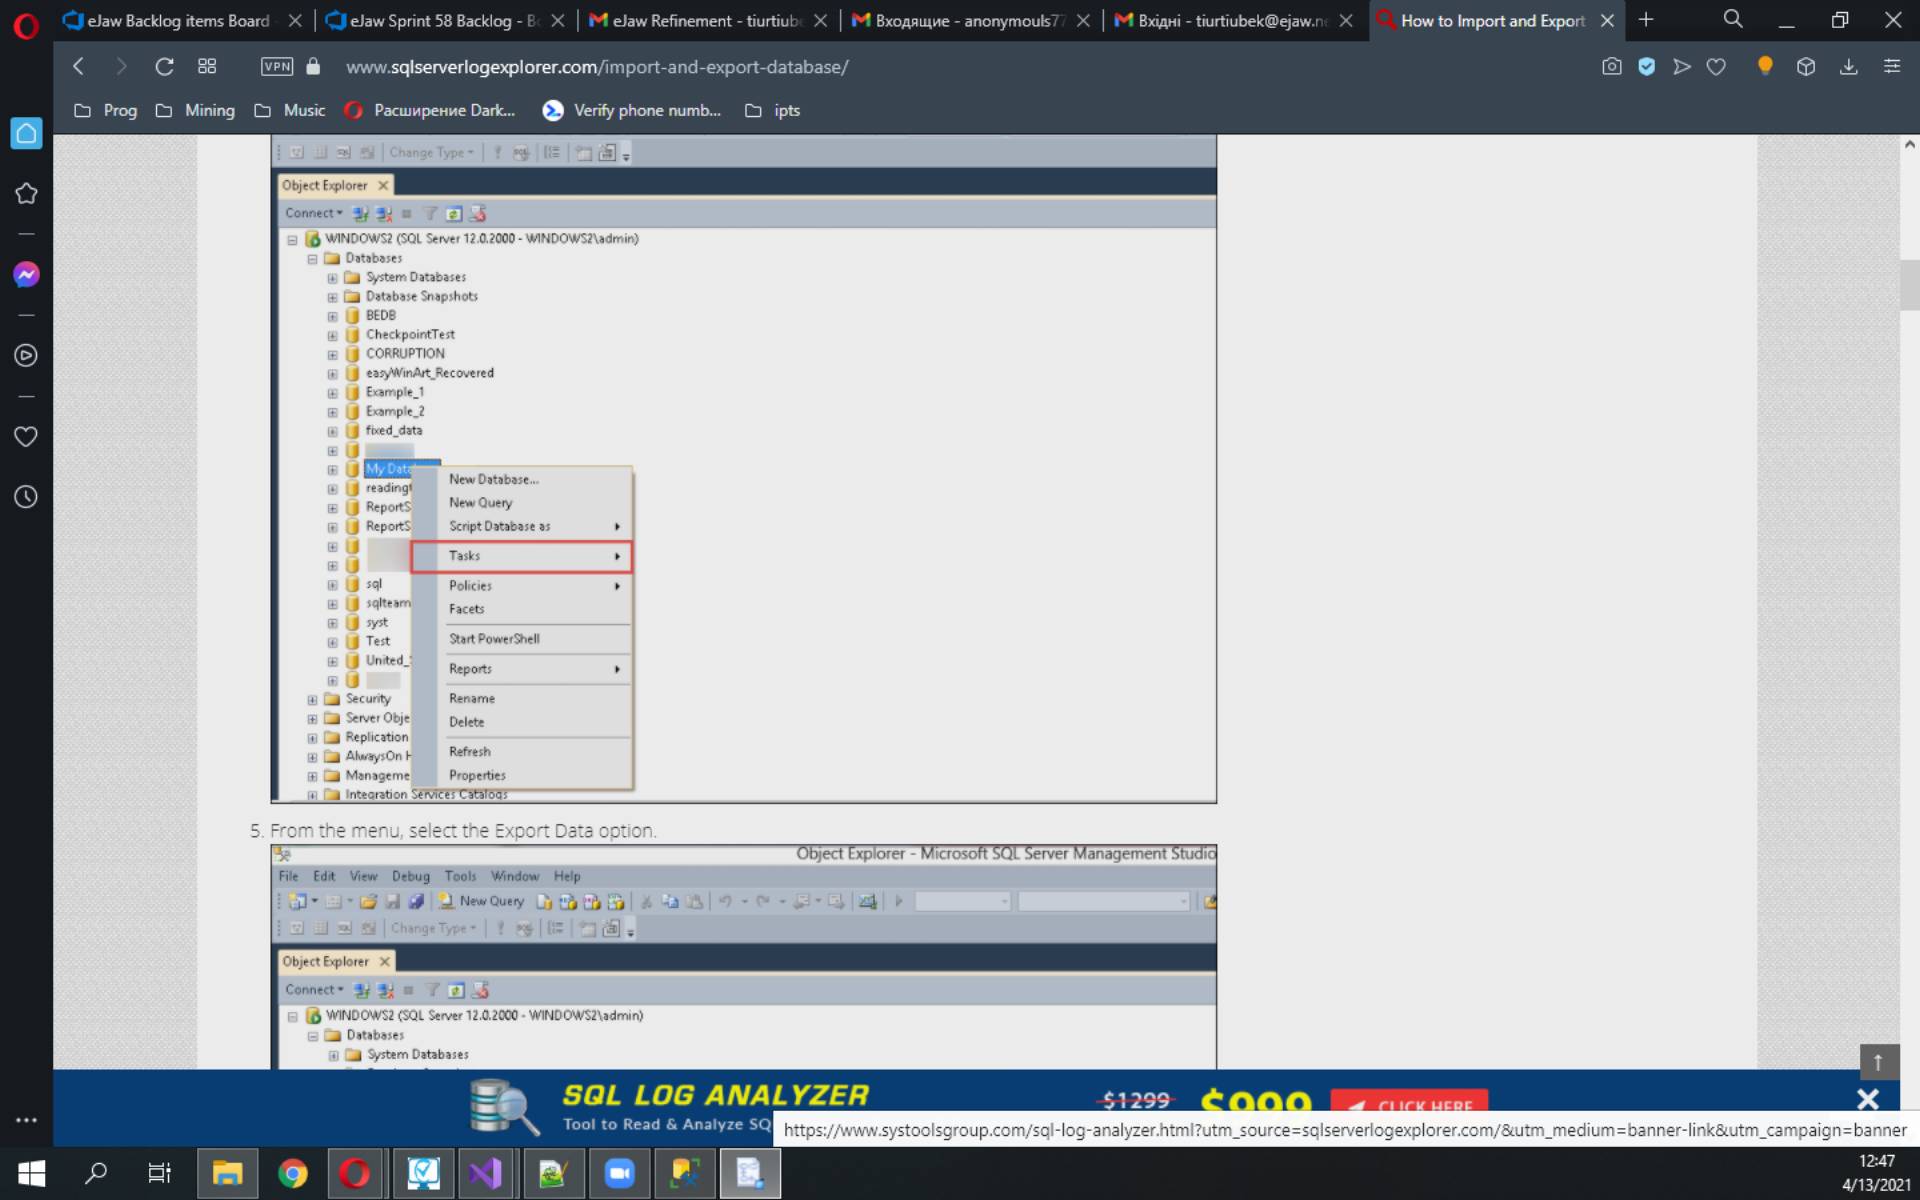 eJaw Backlog items Board
eJaw Sprint 58 Backlog - Bo
eJaw Refinement - tiurtiube
Входящие - anonymouls77
Вхідні - tiurtiubek@ejaw.ne
How to Import and Export
VPN
www.sqlserverlogexplorer.com/import-and-export-database/
Prog
Mining
Music
Расширение Dark...
Verify phone numb...
ipts
Change Type
Object Explorer
Connect
WINDOWS2 (SQL Server 12.0.2000 - WINDOWS2\admin)
Databases
System Databases
Database Snapshots
BEDB
CheckpointTest
CORRUPTION
easyWinArt_Recovered
Example_1
Example_2
fixed_data
My Data
reading
ReportS
ReportS
sql
sqlteam
syst
Test
United_
Security
Server Obje
Replication
AlwaysOn H
Manageme
Integration Services Catalogs
New Database...
New Query
Script Database as
Tasks
Policies
Facets
Start PowerShell
Reports
Rename
Delete
Refresh
Properties
5. From the menu, select the Export Data option.
Object Explorer - Microsoft SQL Server Management Studio
File Edit View Debug Tools Window Help
New Query
Change Type
Object Explorer
Connect
WINDOWS2 (SQL Server 12.0.2000 - WINDOWS2\admin)
Databases
System Databases
SQL LOG ANALYZER
Tool to Read & Analyze SQ
$1299
$999
CLICK HERE
https://www.systoolsgroup.com/sql-log-analyzer.html?utm_source=sqlserverlogexplorer.com/&utm_medium=banner-link&utm_campaign=banner
12:47
4/13/2021